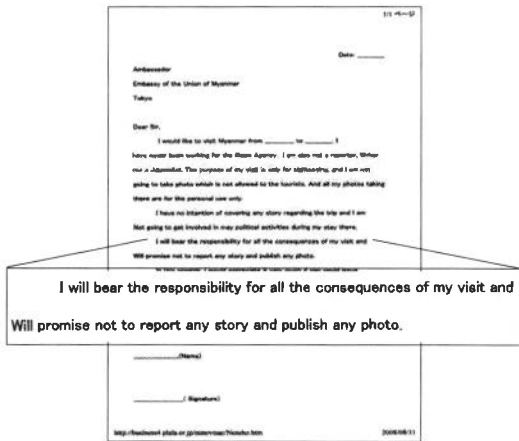 1/1 ページ
Date: ______
Ambassador
Embassy of the Union of Myanmar
Tokyo
Dear Sir,
I would like to visit Myanmar from ______ to ______. I
have never been working for the Agency. I am also not a reporter, Writer
nor a Journalist. The purpose of my visit is only for sightseeing, and I am not
going to take photo which is not allowed to the tourists. And all my photos taking
there are for the personal use only.
I have no intention of covering any story regarding the trip and I am
Not going to get involved in may political activities during my stay there.
I will bear the responsibility for all the consequences of my visit and
Will promise not to report any story and publish any photo.
I will bear the responsibility for all the consequences of my visit and
Will promise not to report any story and publish any photo.
______(Name)
______( Signature)